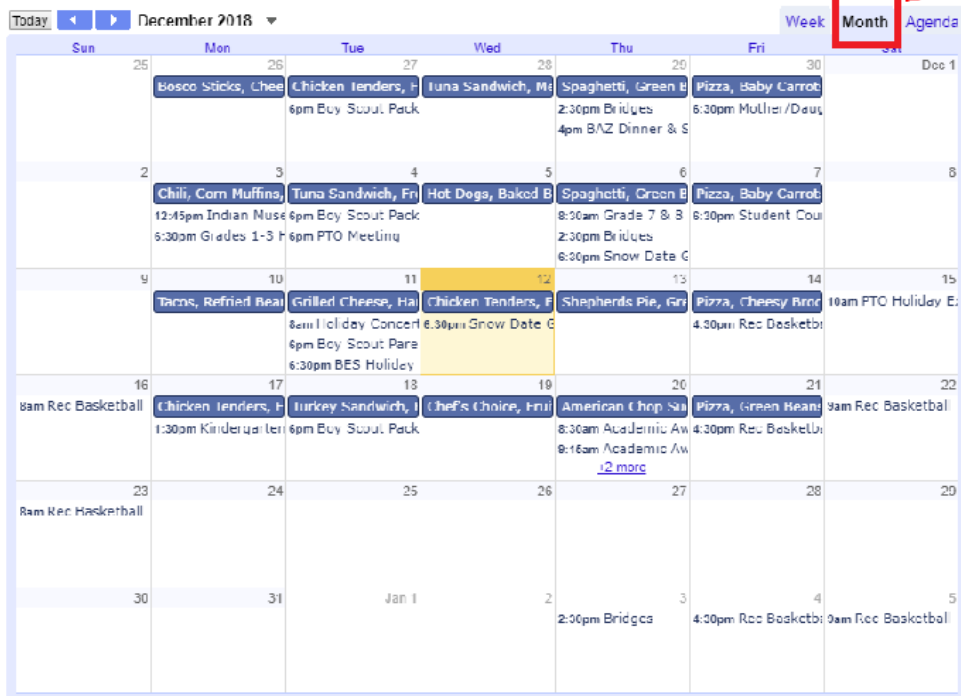 Today December 2018 Week Month Agenda
Sun Mon Tue Wed Thu Fri Sat
25 26 27 28 29 30 Dec 1
Bosco Sticks, Chee Chicken Tenders, F Tuna Sandwich, Me Spaghetti, Green B Pizza, Baby Carrot
6pm Boy Scout Pack 2:30pm Bridges 6:30pm Mother/Daug
4pm BAZ Dinner & S
2 3 4 5 6 7 8
Chili, Corn Muffins, Tuna Sandwich, Fre Hot Dogs, Baked B Spaghetti, Green B Pizza, Baby Carrot
12:45pm Indian Muse 6pm Boy Scout Pack 8:30am Grade 7 & 8 6:30pm Student Cou
6:30pm Grades 1-3 H 6pm PTO Meeting 2:30pm Bridges
6:30pm Snow Date G
9 10 11 12 13 14 15
Tacos, Refried Bear Grilled Cheese, Ha Chicken Tenders, F Shepherds Pie, Gre Pizza, Cheesy Broc 10am PTO Holiday E
8am Holiday Concert 6:30pm Snow Date G 4:30pm Rec Basketb
6pm Boy Scout Pare
6:30pm BES Holiday
16 17 18 19 20 21 22
8am Rec Basketball Chicken Tenders, F Turkey Sandwich, Chef's Choice, Frui American Chop Su Pizza, Green Beans 9am Rec Basketball
1:30pm Kindergarten 6pm Boy Scout Pack 8:30am Academic Aw 4:30pm Rec Basketb
9:15am Academic Aw
+2 more
23 24 25 26 27 28 29
8am Rec Basketball
30 31 Jan 1 2 3 4 5
2:30pm Bridges 4:30pm Rec Basketb 9am Rec Basketball